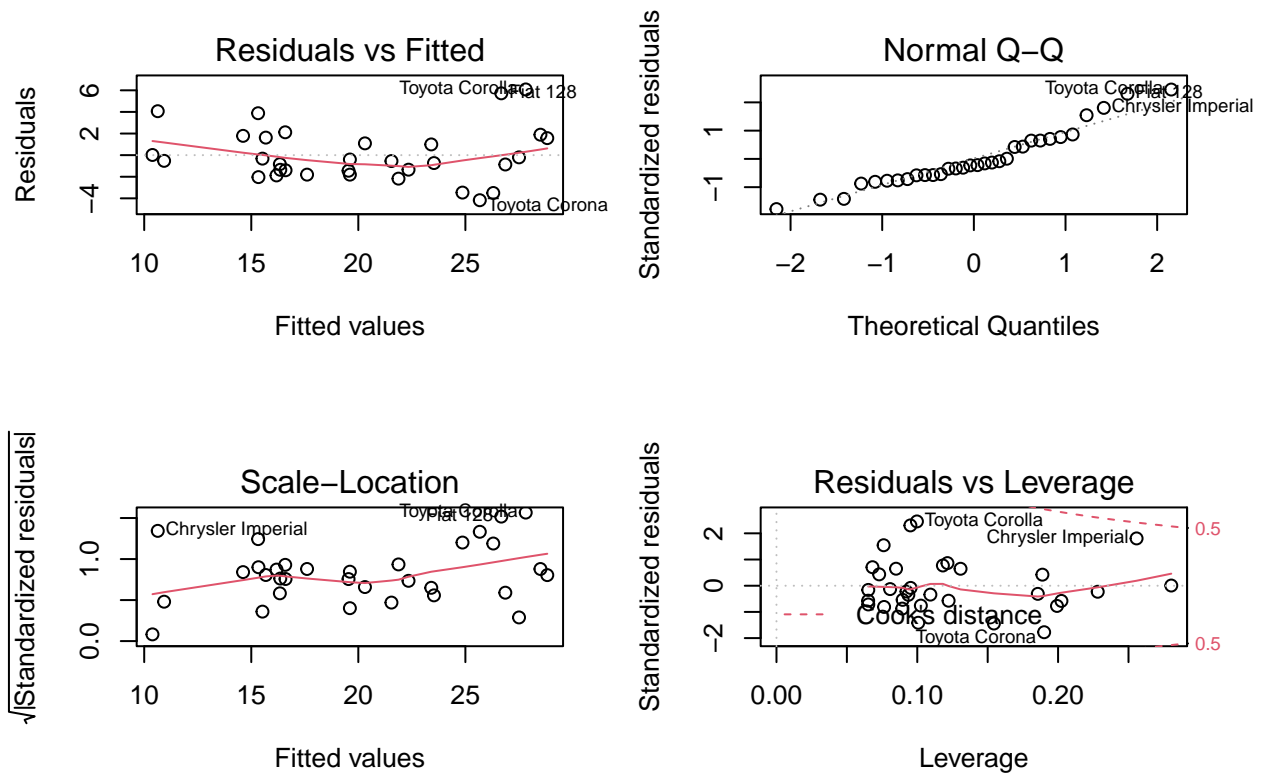 Residuals vs Fitted
Residuals
6
2
−4
Toyota Corolla
Fiat 128
Toyota Corona
10 15 20 25
Fitted values
Normal Q−Q
Standardized residuals
1
−1
Toyota Corolla
Fiat 128
Chrysler Imperial
−2 −1 0 1 2
Theoretical Quantiles
Scale−Location
√|Standardized residuals|
1.0
0.0
Toyota Corolla
Fiat 128
Chrysler Imperial
10 15 20 25
Fitted values
Residuals vs Leverage
Standardized residuals
2
0
−2
Toyota Corolla
Chrysler Imperial
0.5
Cook's distance
Toyota Corona
0.5
0.00 0.10 0.20
Leverage